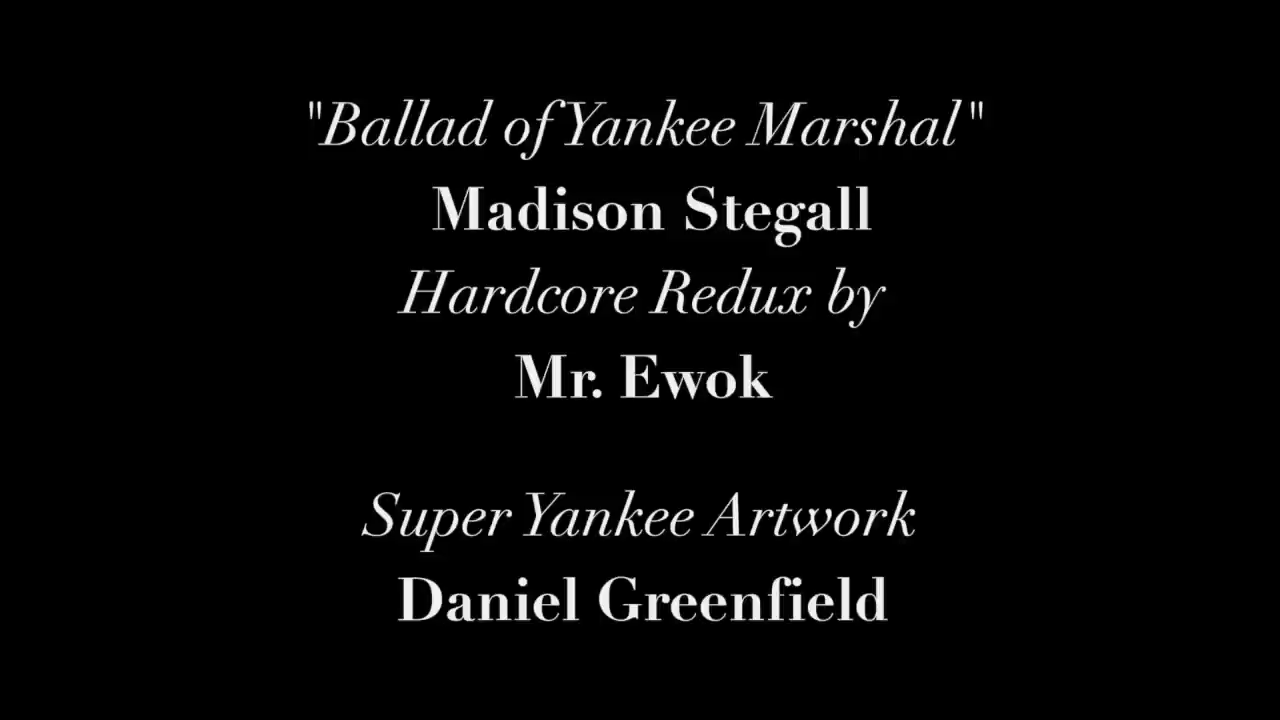 "Ballad of Yankee Marshal"
Madison Stegall
Hardcore Redux by
Mr. Ewok
Super Yankee Artwork
Daniel Greenfield